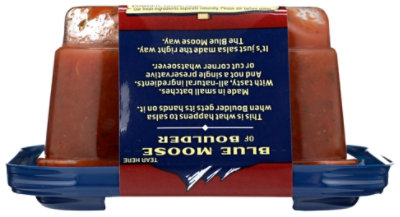 TEAR HERE
BLUE MOOSE
OF BOULDER
This is what happens to salsa
when Boulder gets its hands on it.
Made in small batches.
With tasty, all-natural ingredients.
And not a single preservative
or cut corner whatsoever.
It's just salsa made the right way.
The Blue Moose way.